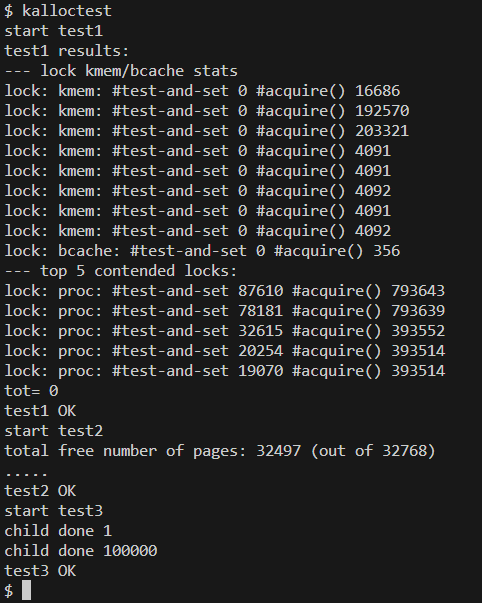 $ kalloctest
start test1
test1 results:
--- lock kmem/bcache stats
lock: kmem: #test-and-set 0 #acquire() 16686
lock: kmem: #test-and-set 0 #acquire() 192570
lock: kmem: #test-and-set 0 #acquire() 203321
lock: kmem: #test-and-set 0 #acquire() 4091
lock: kmem: #test-and-set 0 #acquire() 4091
lock: kmem: #test-and-set 0 #acquire() 4092
lock: kmem: #test-and-set 0 #acquire() 4091
lock: kmem: #test-and-set 0 #acquire() 4092
lock: bcache: #test-and-set 0 #acquire() 356
--- top 5 contended locks:
lock: proc: #test-and-set 87610 #acquire() 793643
lock: proc: #test-and-set 78181 #acquire() 793639
lock: proc: #test-and-set 32615 #acquire() 393552
lock: proc: #test-and-set 20254 #acquire() 393514
lock: proc: #test-and-set 19070 #acquire() 393514
tot= 0
test1 OK
start test2
total free number of pages: 32497 (out of 32768)
.....
test2 OK
start test3
child done 1
child done 100000
test3 OK
$